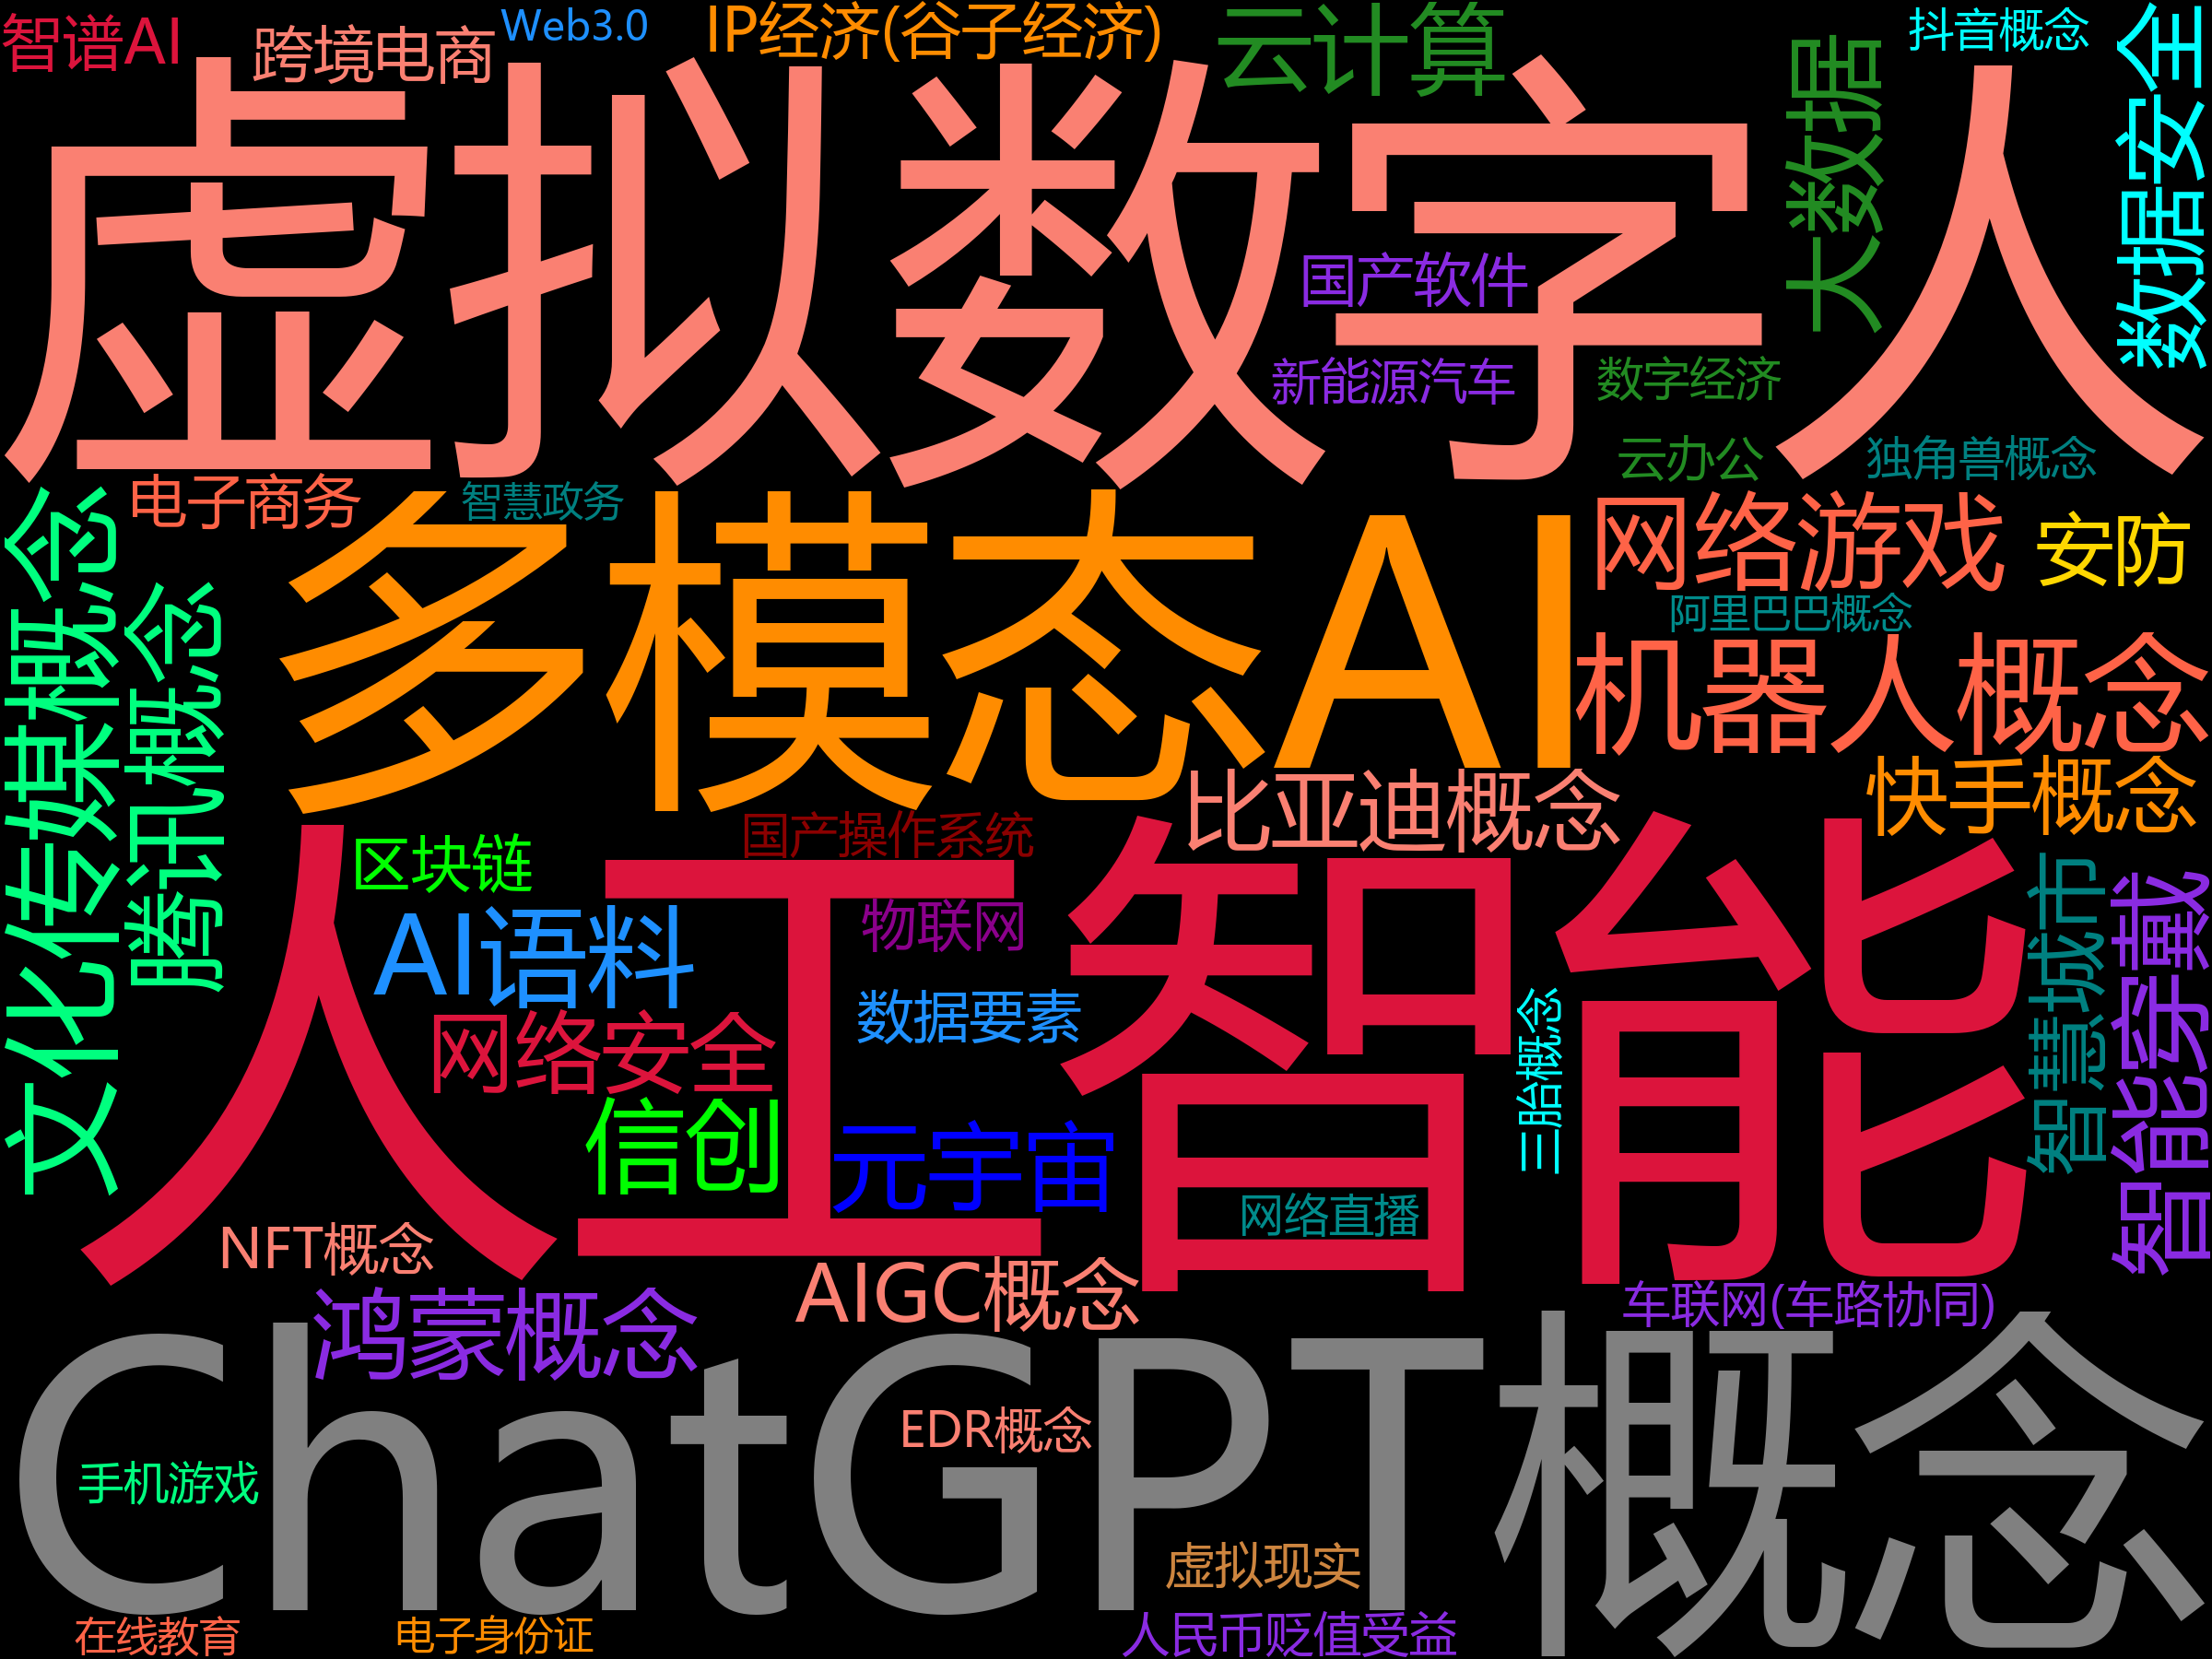 智谱AI
跨境电商
Web3.0
IP经济(谷子经济)
云计算
抖音概念
虚拟数字人
大数据
数据安全
国产软件
新能源汽车
数字经济
云办公
独角兽概念
电子商务
智慧政务
文化传媒概念
腾讯概念
多模态AI
网络游戏
安防
阿里巴巴概念
机器人概念
比亚迪概念
快手概念
国产操作系统
区块链
人工智能
AI语料
物联网
数据要素
网络安全
信创
元宇宙
三胎概念
智慧城市
智能穿戴
网络直播
NFT概念
AIGC概念
鸿蒙概念
车联网(车路协同)
ChatGPT概念
EDR概念
手机游戏
虚拟现实
在线教育
电子身份证
人民币贬值受益